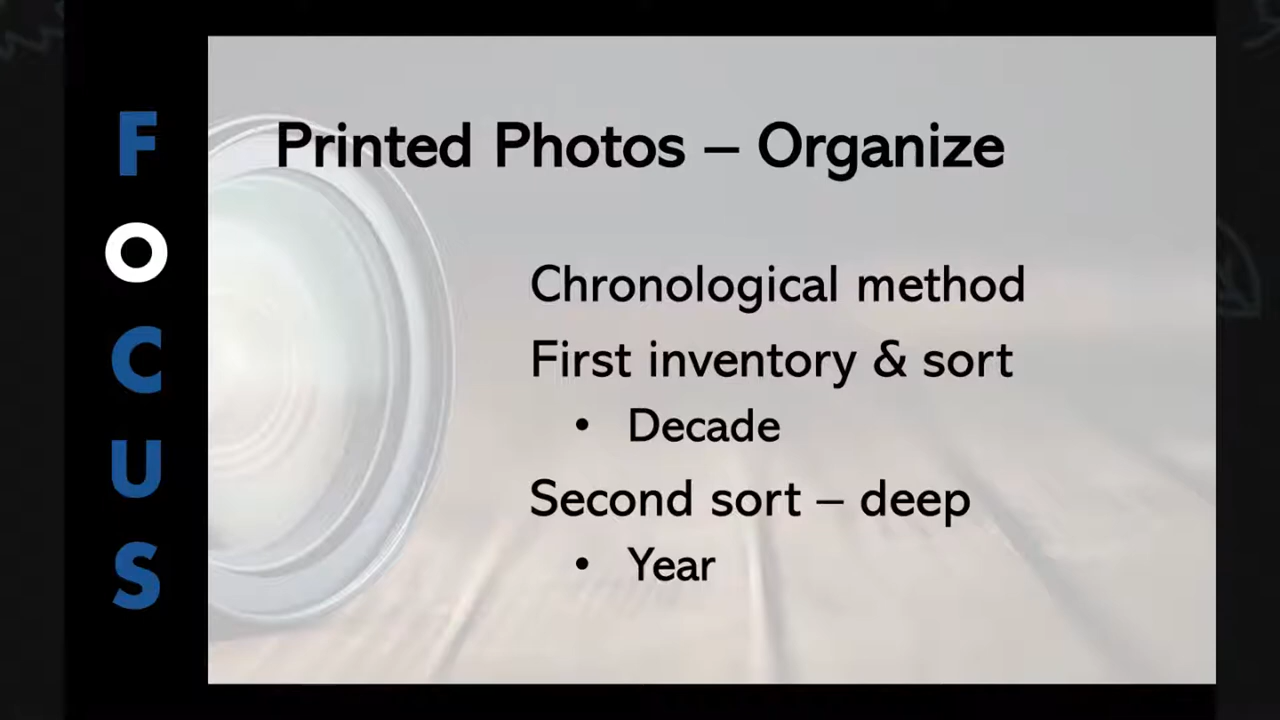 F
O
C
U
S
Printed Photos – Organize
Chronological method
First inventory & sort
• Decade
Second sort – deep
• Year